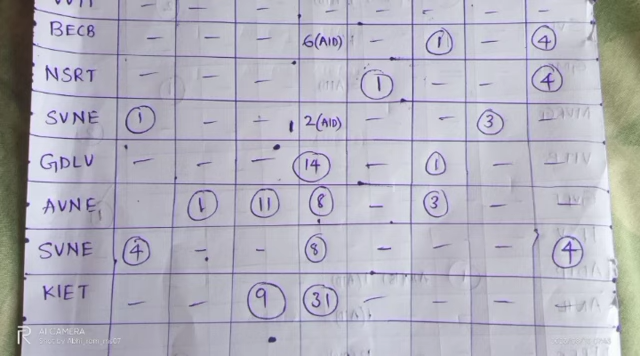 BECB - - - 6(AID) - 1 - 4
NSRT - - - - 1 - - 4
SVNE 1 - - 2(AID) - - 3 -
GDLV - - - 14 - 1 - -
AVNE - 1 11 8 - 3 - -
SVNE 4 - - 8 - - - 4
KIET - - 9 31 - - - -
AI CAMERA